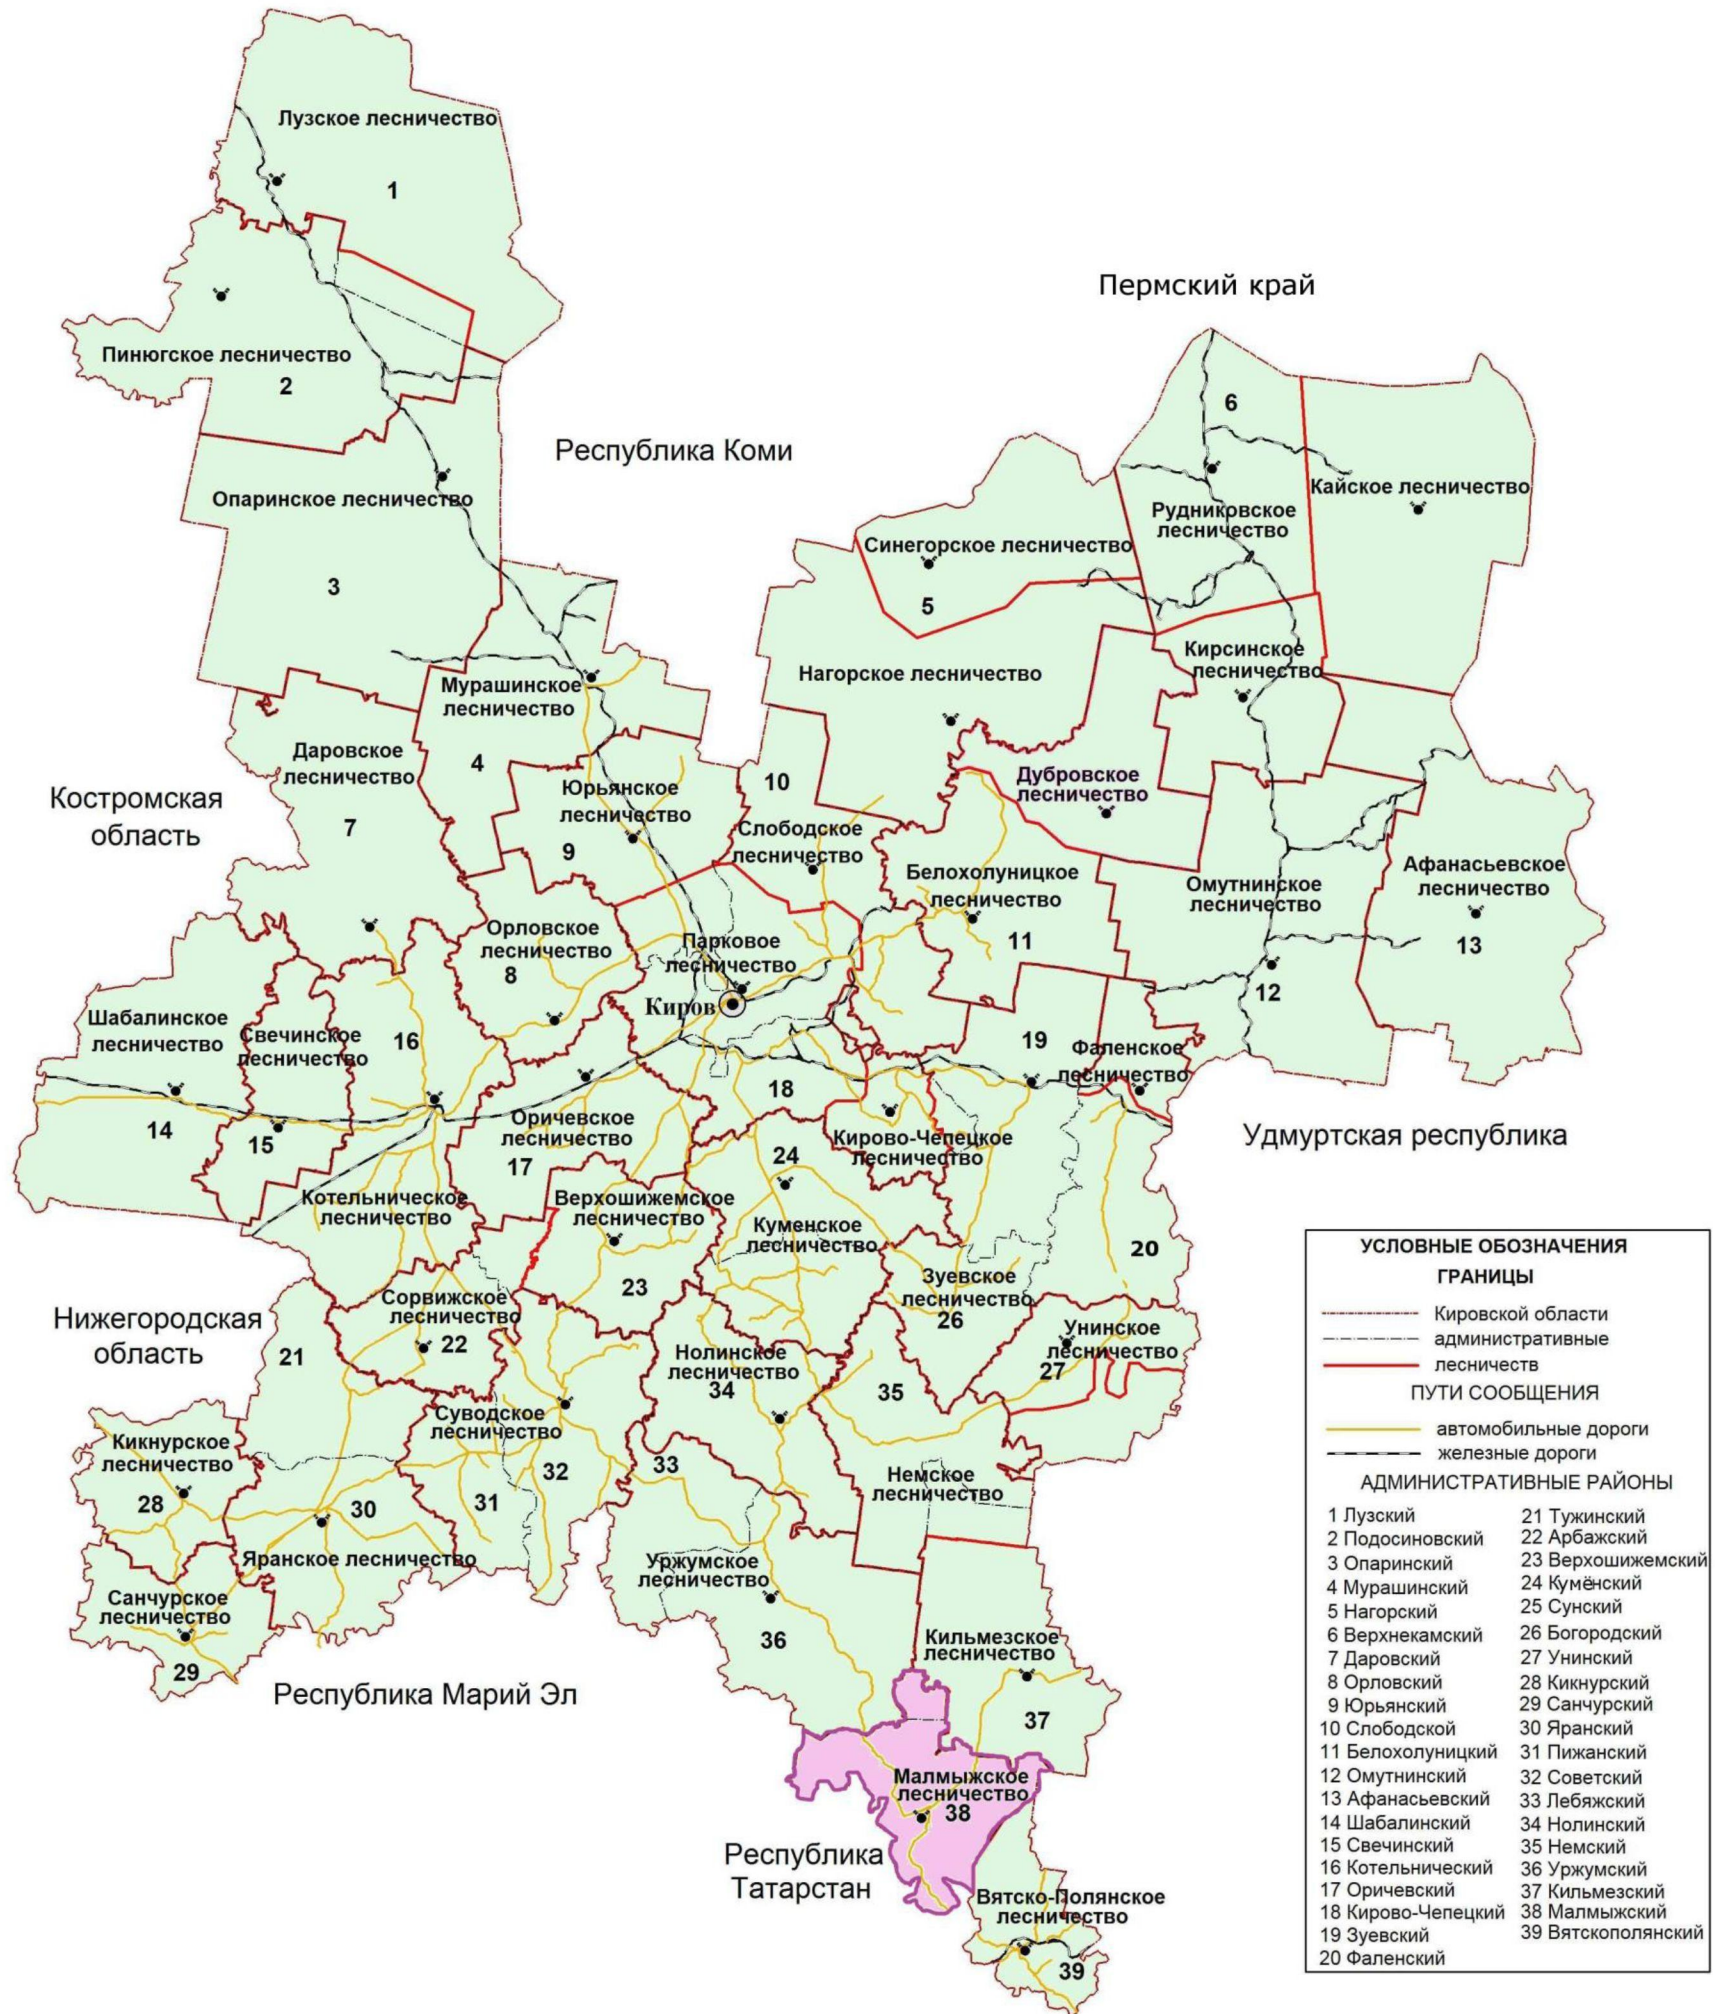 Лузское лесничество
1
Пермский край
Пинюгское лесничество
2
6
Республика Коми
Кайское лесничество
Опаринское лесничество
Рудниковское
лесничество
Синегорское лесничество
3
5
Кирсинское
лесничество
Нагорское лесничество
Мурашинское
лесничество
Даровское
лесничество
4
10
Дубровское
лесничество
Юрьянское
лесничество
Костромская
область
7
Слободское
лесничество
9
Белохолуницкое
лесничество
Афанасьевское
лесничество
Омутнинское
лесничество
Орловское
лесничество
8
Парковое
лесничество
11
13
12
Киров
Шабалинское
лесничество
Свечинское
лесничество
16
19
Фаленское
лесничество
18
14
15
Оричевское
лесничество
17
Кирово-Чепецкое
лесничество
24
Удмуртская республика
Котельническое
лесничество
Верхошижемское
лесничество
Куменское
лесничество
20
23
Зуевское
лесничество
26
Сорвижское
лесничество
22
Нижегородская
область
21
Унинское
лесничество
27
Нолинское
лесничество
34
35
Суводское
лесничество
Кикнурское
лесничество
28
33
32
31
30
Немское
лесничество
Яранское лесничество
Уржумское
лесничество
Санчурское
лесничество
29
36
Кильмезское
лесничество
37
Республика Марий Эл
Малмыжское
лесничество
38
Республика
Татарстан
Вятско-Полянское
лесничество
39
УСЛОВНЫЕ ОБОЗНАЧЕНИЯ
ГРАНИЦЫ
Кировской области
административные
лесничеств
ПУТИ СООБЩЕНИЯ
автомобильные дороги
железные дороги
АДМИНИСТРАТИВНЫЕ РАЙОНЫ
1 Лузский
2 Подосиновский
3 Опаринский
4 Мурашинский
5 Нагорский
6 Верхнекамский
7 Даровский
8 Орловский
9 Юрьянский
10 Слободской
11 Белохолуницкий
12 Омутнинский
13 Афанасьевский
14 Шабалинский
15 Свечинский
16 Котельнический
17 Оричевский
18 Кирово-Чепецкий
19 Зуевский
20 Фаленский
21 Тужинский
22 Арбажский
23 Верхошижемский
24 Кумёнский
25 Сунский
26 Богородский
27 Унинский
28 Кикнурский
29 Санчурский
30 Яранский
31 Пижанский
32 Советский
33 Лебяжский
34 Нолинский
35 Немский
36 Уржумский
37 Кильмезский
38 Малмыжский
39 Вятскополянский